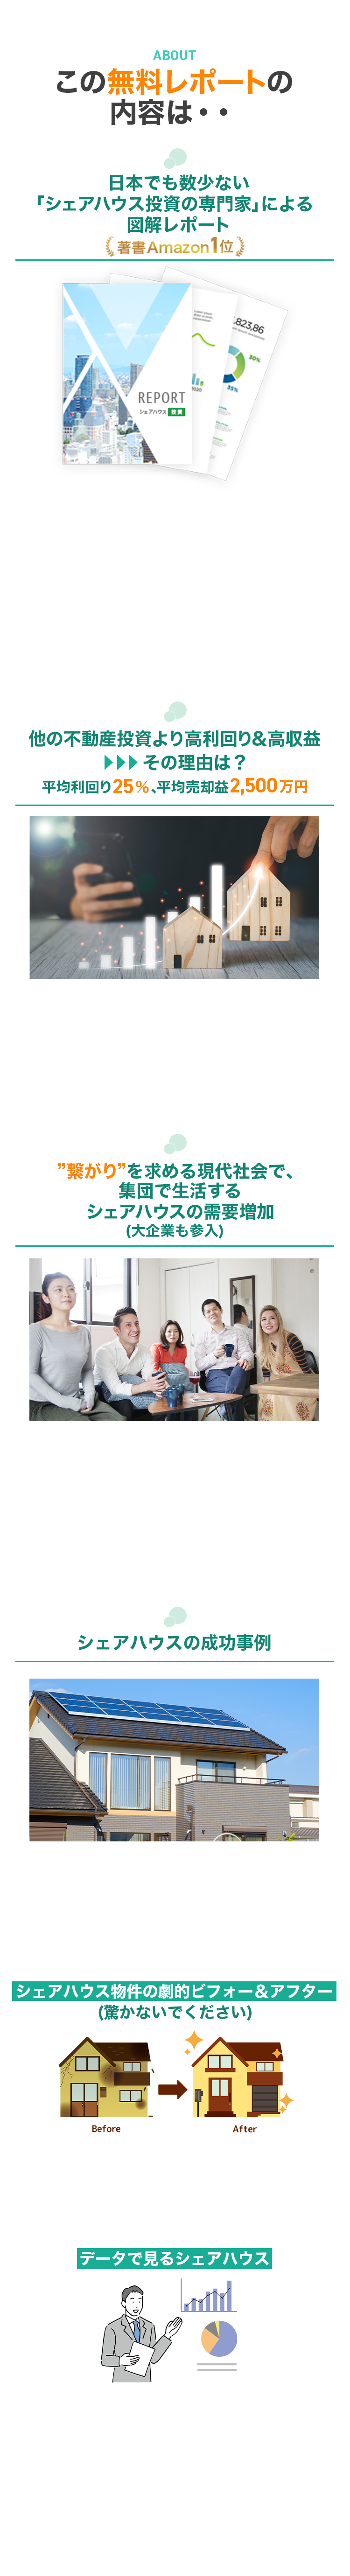 ABOUT
この無料レポートの
内容は・・
日本でも数少ない
「シェアハウス投資の専門家」による
図解レポート
著書Amazon1位
823,86
30%
35%
2020
REPORT
シェアハウス 投資
他の不動産投資より高利回り&高収益
その理由は？
平均利回り25%、平均売却益2,500万円
”繋がり”を求める現代社会で、
集団で生活する
シェアハウスの需要増加
(大企業も参入)
シェアハウスの成功事例
シェアハウス物件の劇的ビフォー＆アフター
(驚かないでください)
Before
After
データで見るシェアハウス